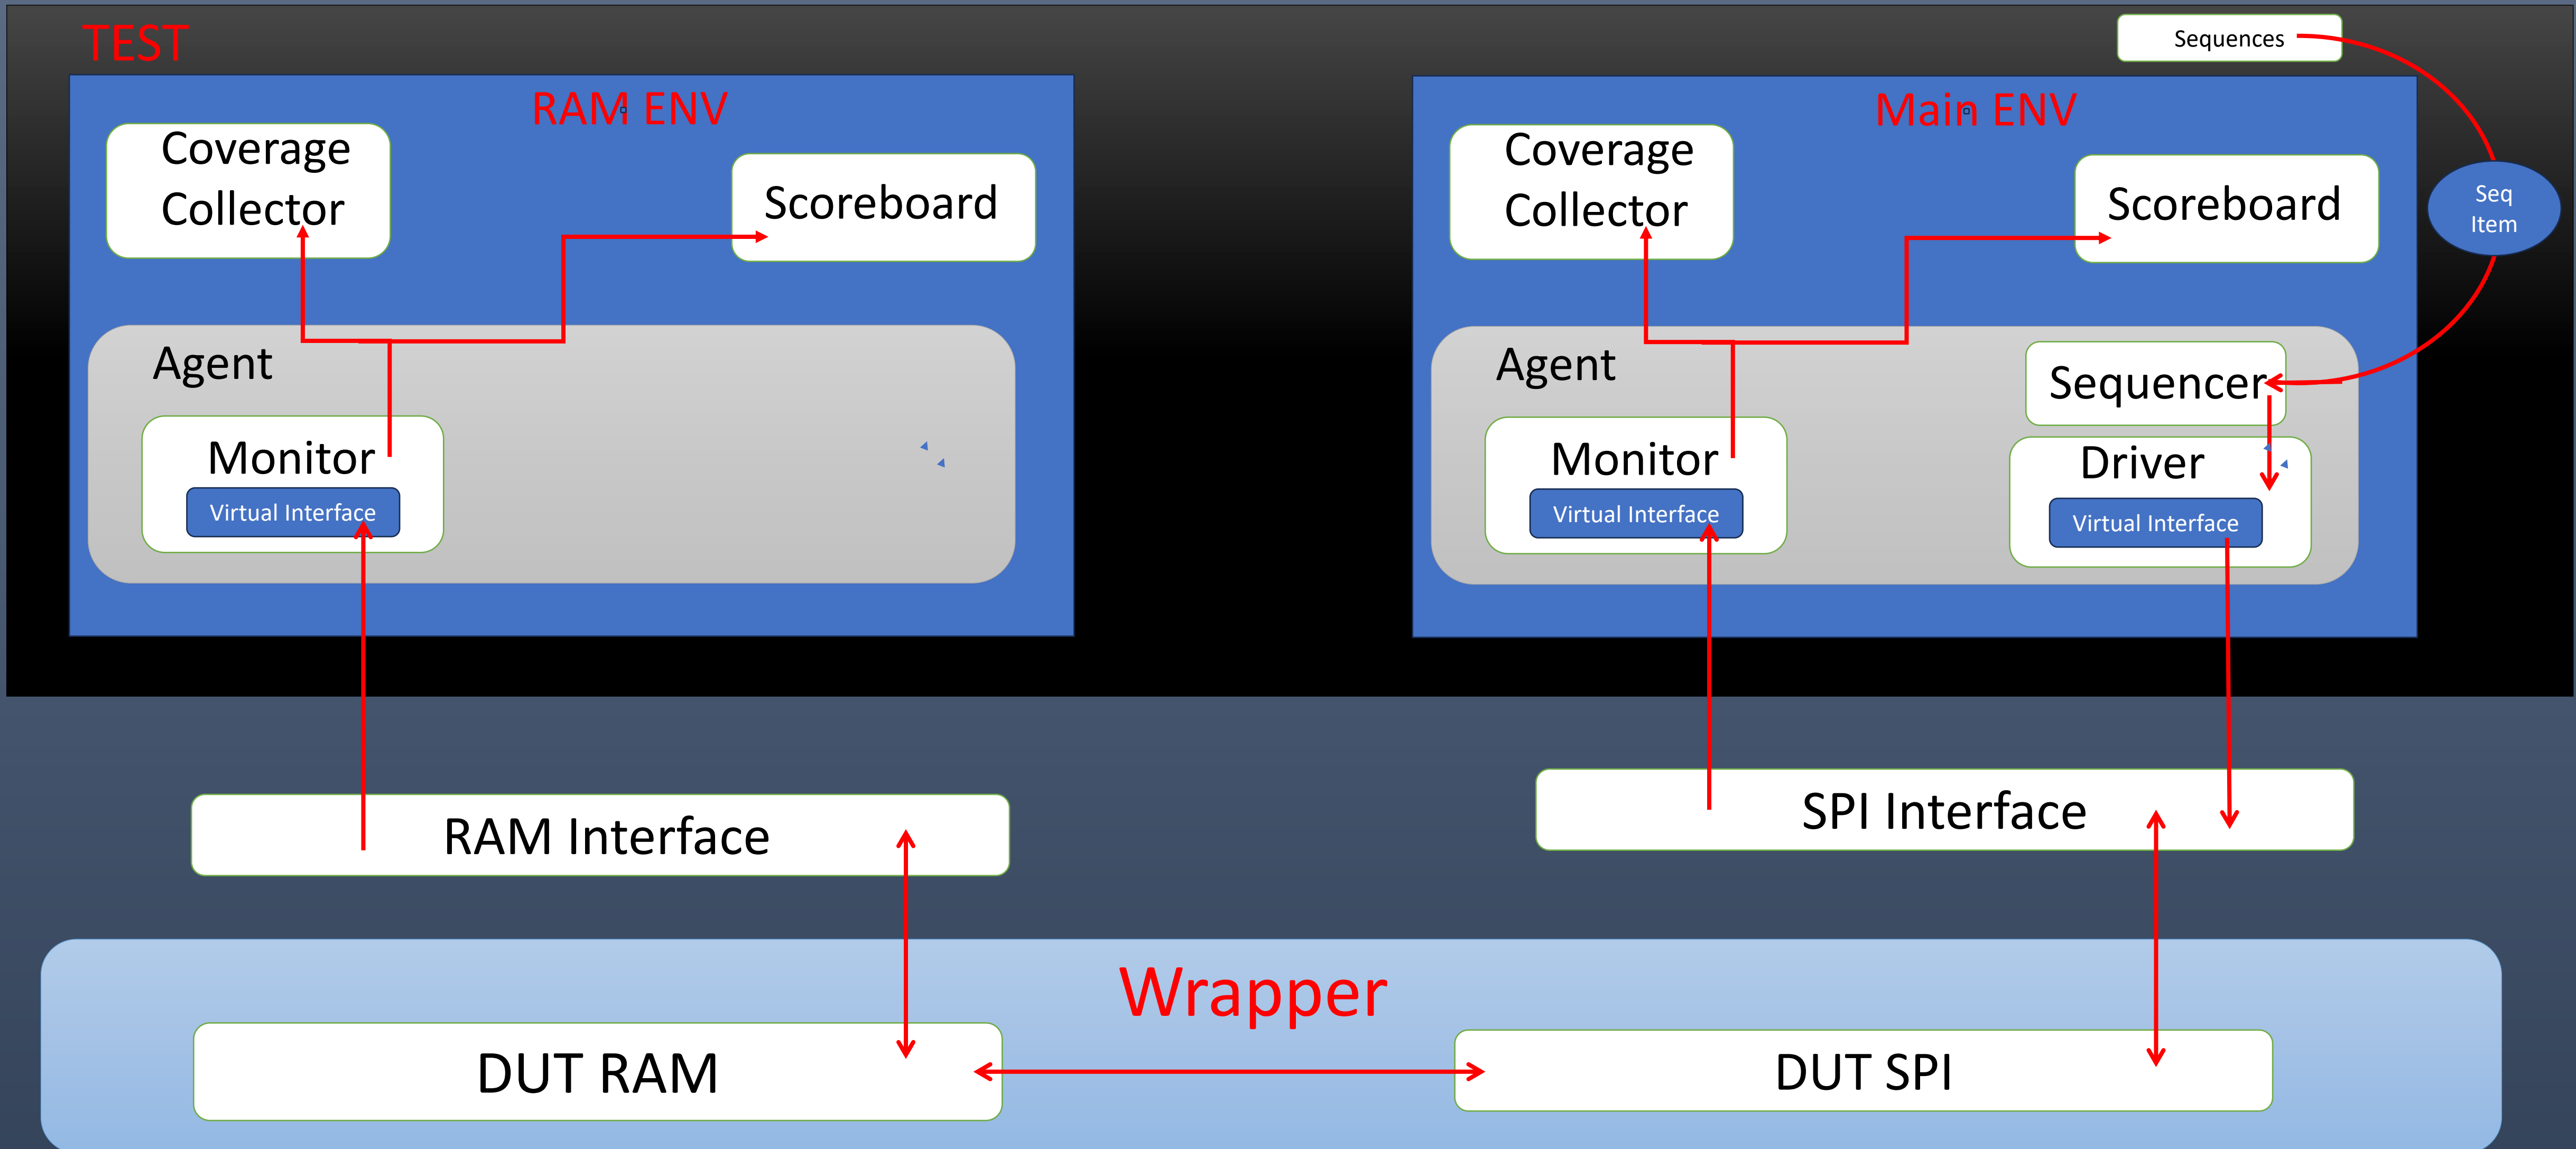 TEST
Sequences
RAM ENV
Coverage
Collector
Scoreboard
Agent
Monitor
Virtual Interface
Main ENV
Coverage
Collector
Scoreboard
Seq
Item
Agent
Sequencer
Monitor
Virtual Interface
Driver
Virtual Interface
RAM Interface
SPI Interface
Wrapper
DUT RAM
DUT SPI